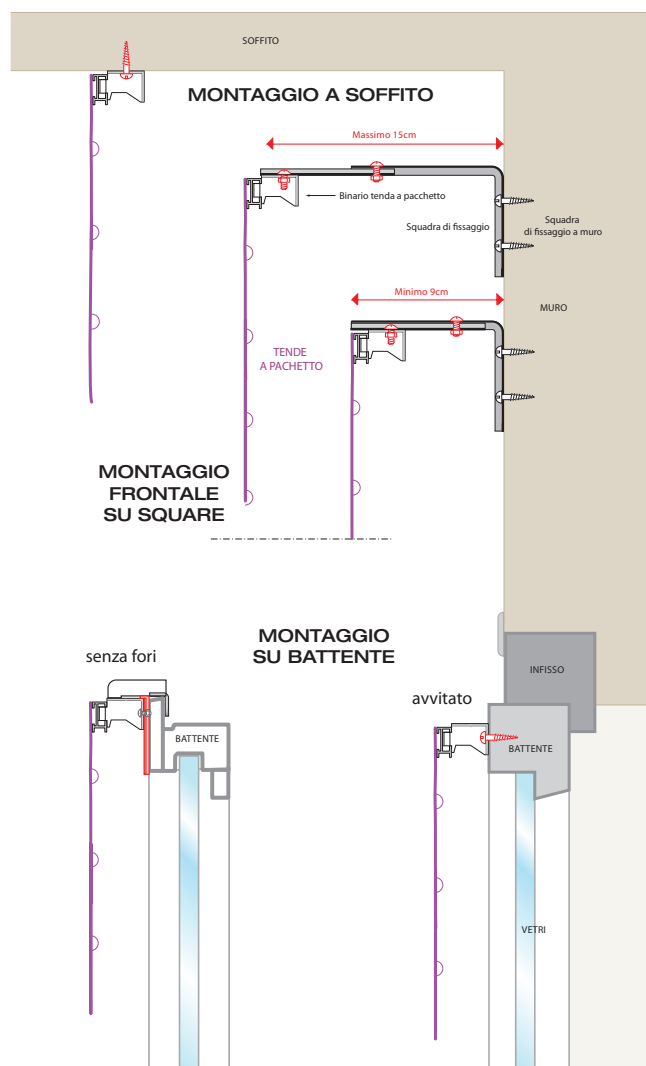 SOFFITO
MONTAGGIO A SOFFITO
Massimo 15cm
Binario tenda a pacchetto
Squadra di fissaggio
Squadra
di fissaggio a muro
Minimo 9cm
MURO
TENDE
A PACHETTO
MONTAGGIO
FRONTALE
SU SQUARE
MONTAGGIO
SU BATTENTE
senza fori
INFISSO
avvitato
BATTENTE
BATTENTE
VETRI